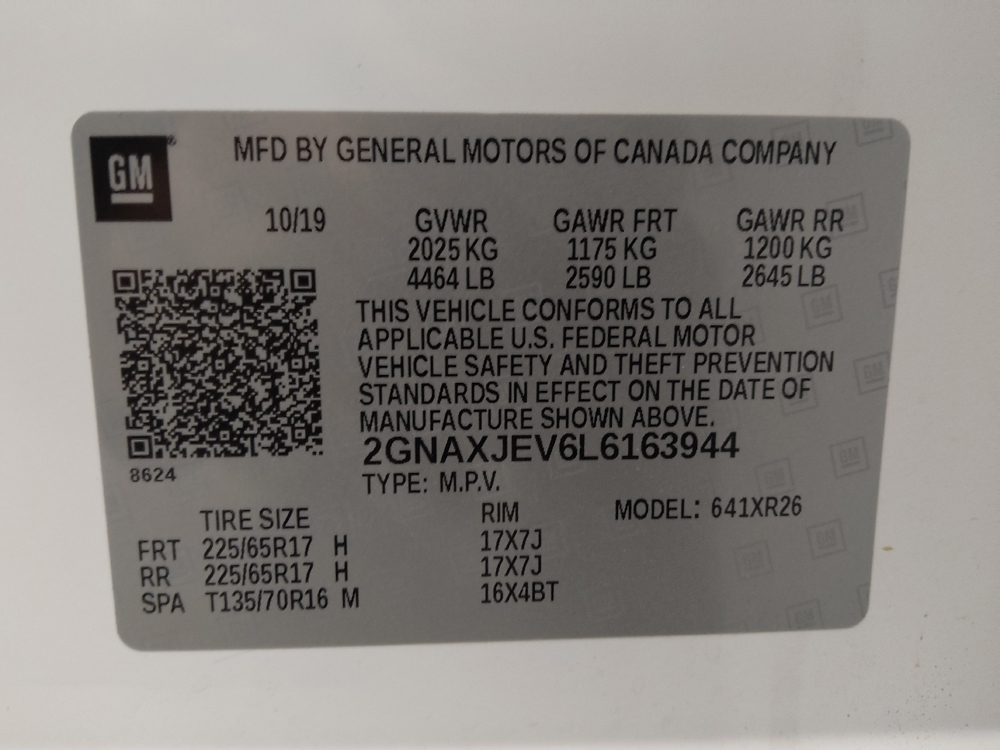 GM® MFD BY GENERAL MOTORS OF CANADA COMPANY
10/19 GVWR GAWR FRT GAWR RR
2025 KG 1175 KG 1200 KG
4464 LB 2590 LB 2645 LB
THIS VEHICLE CONFORMS TO ALL
APPLICABLE U.S. FEDERAL MOTOR
VEHICLE SAFETY AND THEFT PREVENTION
STANDARDS IN EFFECT ON THE DATE OF
MANUFACTURE SHOWN ABOVE.
2GNAXJEV6L6163944
8624
TYPE: M.P.V.
TIRE SIZE RIM MODEL: 641XR26
FRT 225/65R17 H 17X7J
RR 225/65R17 H 17X7J
SPA T135/70R16 M 16X4BT